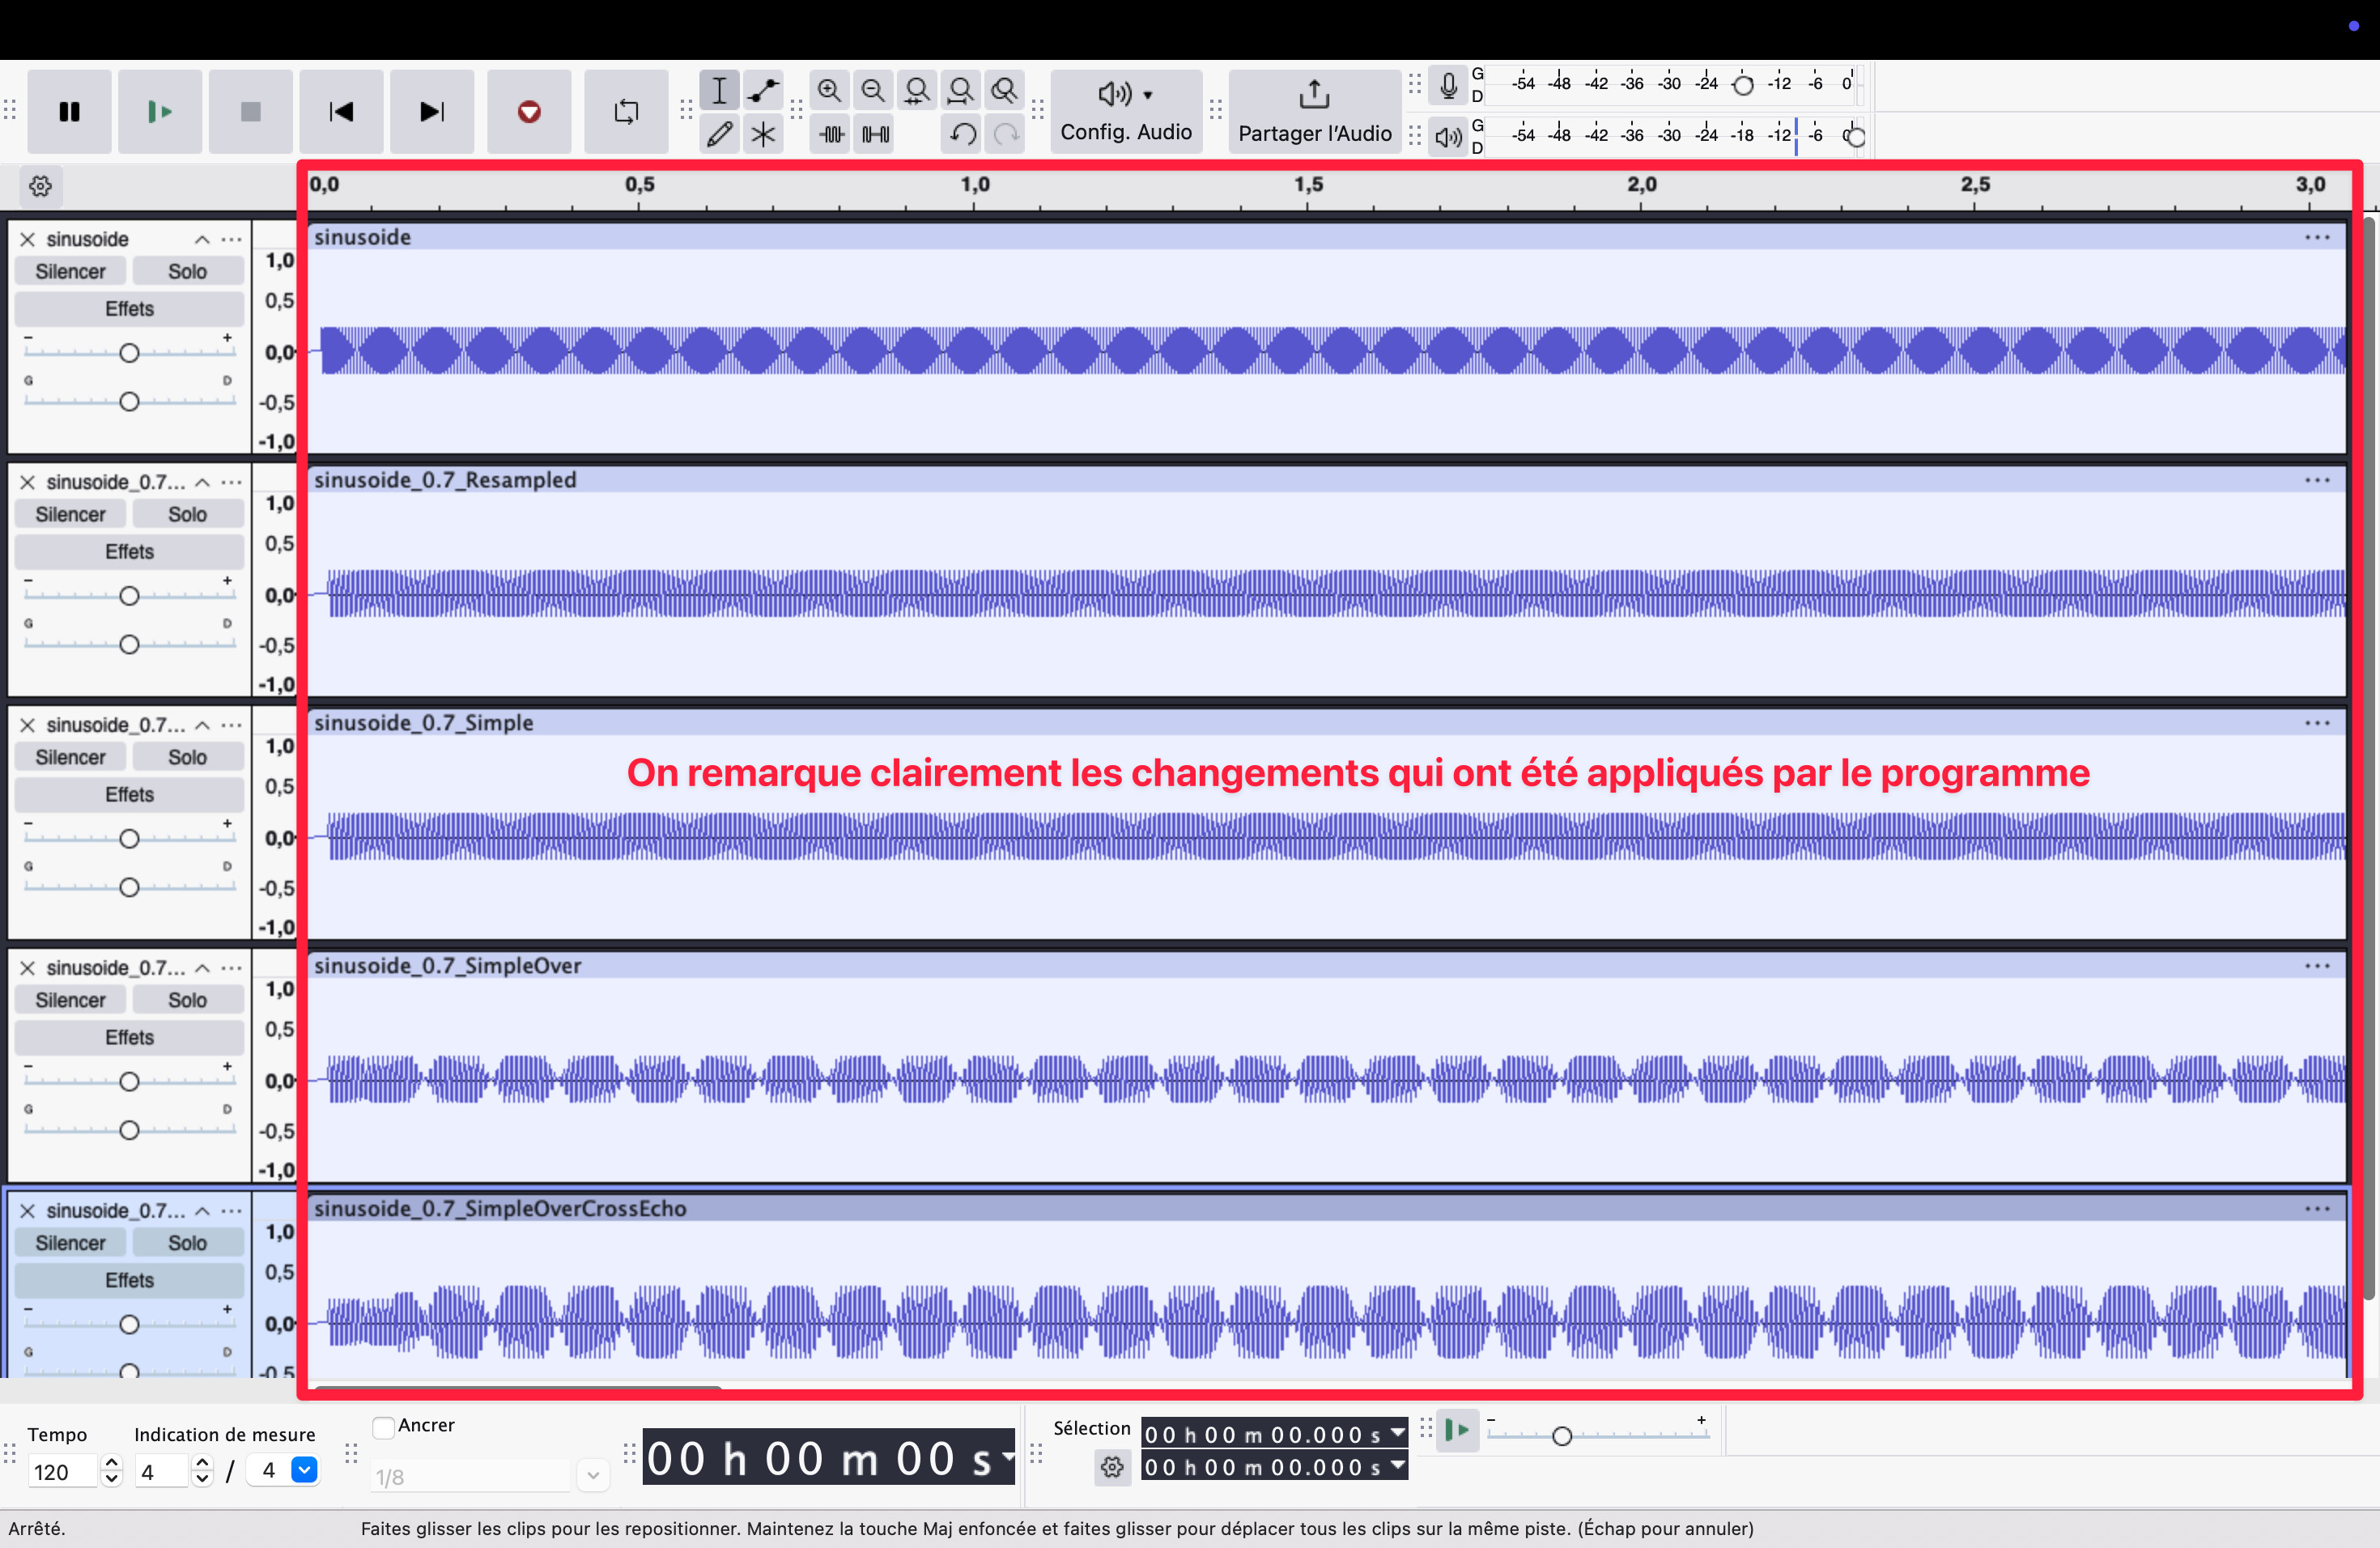 Config. Audio
Partager l'Audio
G
D
-54 -48 -42 -36 -30 -24 -12 -6 0
G
D
-54 -48 -42 -36 -30 -24 -18 -12 -6 0
0,0 0,5 1,0 1,5 2,0 2,5 3,0
sinusoide
Silencer Solo
Effets
- +
G D
1,0
0,5
0,0
-0,5
-1,0
sinusoide
sinusoide_0.7...
Silencer Solo
Effets
- +
G D
1,0
0,5
0,0
-0,5
-1,0
sinusoide_0.7_Resampled
sinusoide_0.7...
Silencer Solo
Effets
- +
G D
1,0
0,5
0,0
-0,5
-1,0
sinusoide_0.7_Simple
On remarque clairement les changements qui ont été appliqués par le programme
sinusoide_0.7...
Silencer Solo
Effets
- +
G D
1,0
0,5
0,0
-0,5
-1,0
sinusoide_0.7_SimpleOver
sinusoide_0.7...
Silencer Solo
Effets
- +
G D
1,0
0,5
0,0
-0,5
sinusoide_0.7_SimpleOverCrossEcho
Tempo
120
Indication de mesure
4 / 4
Ancrer
1/8
00 h 00 m 00 s
Sélection
00 h 00 m 00.000 s
00 h 00 m 00.000 s
- +
Arrêté.
Faites glisser les clips pour les repositionner. Maintenez la touche Maj enfoncée et faites glisser pour déplacer tous les clips sur la même piste. (Échap pour annuler)